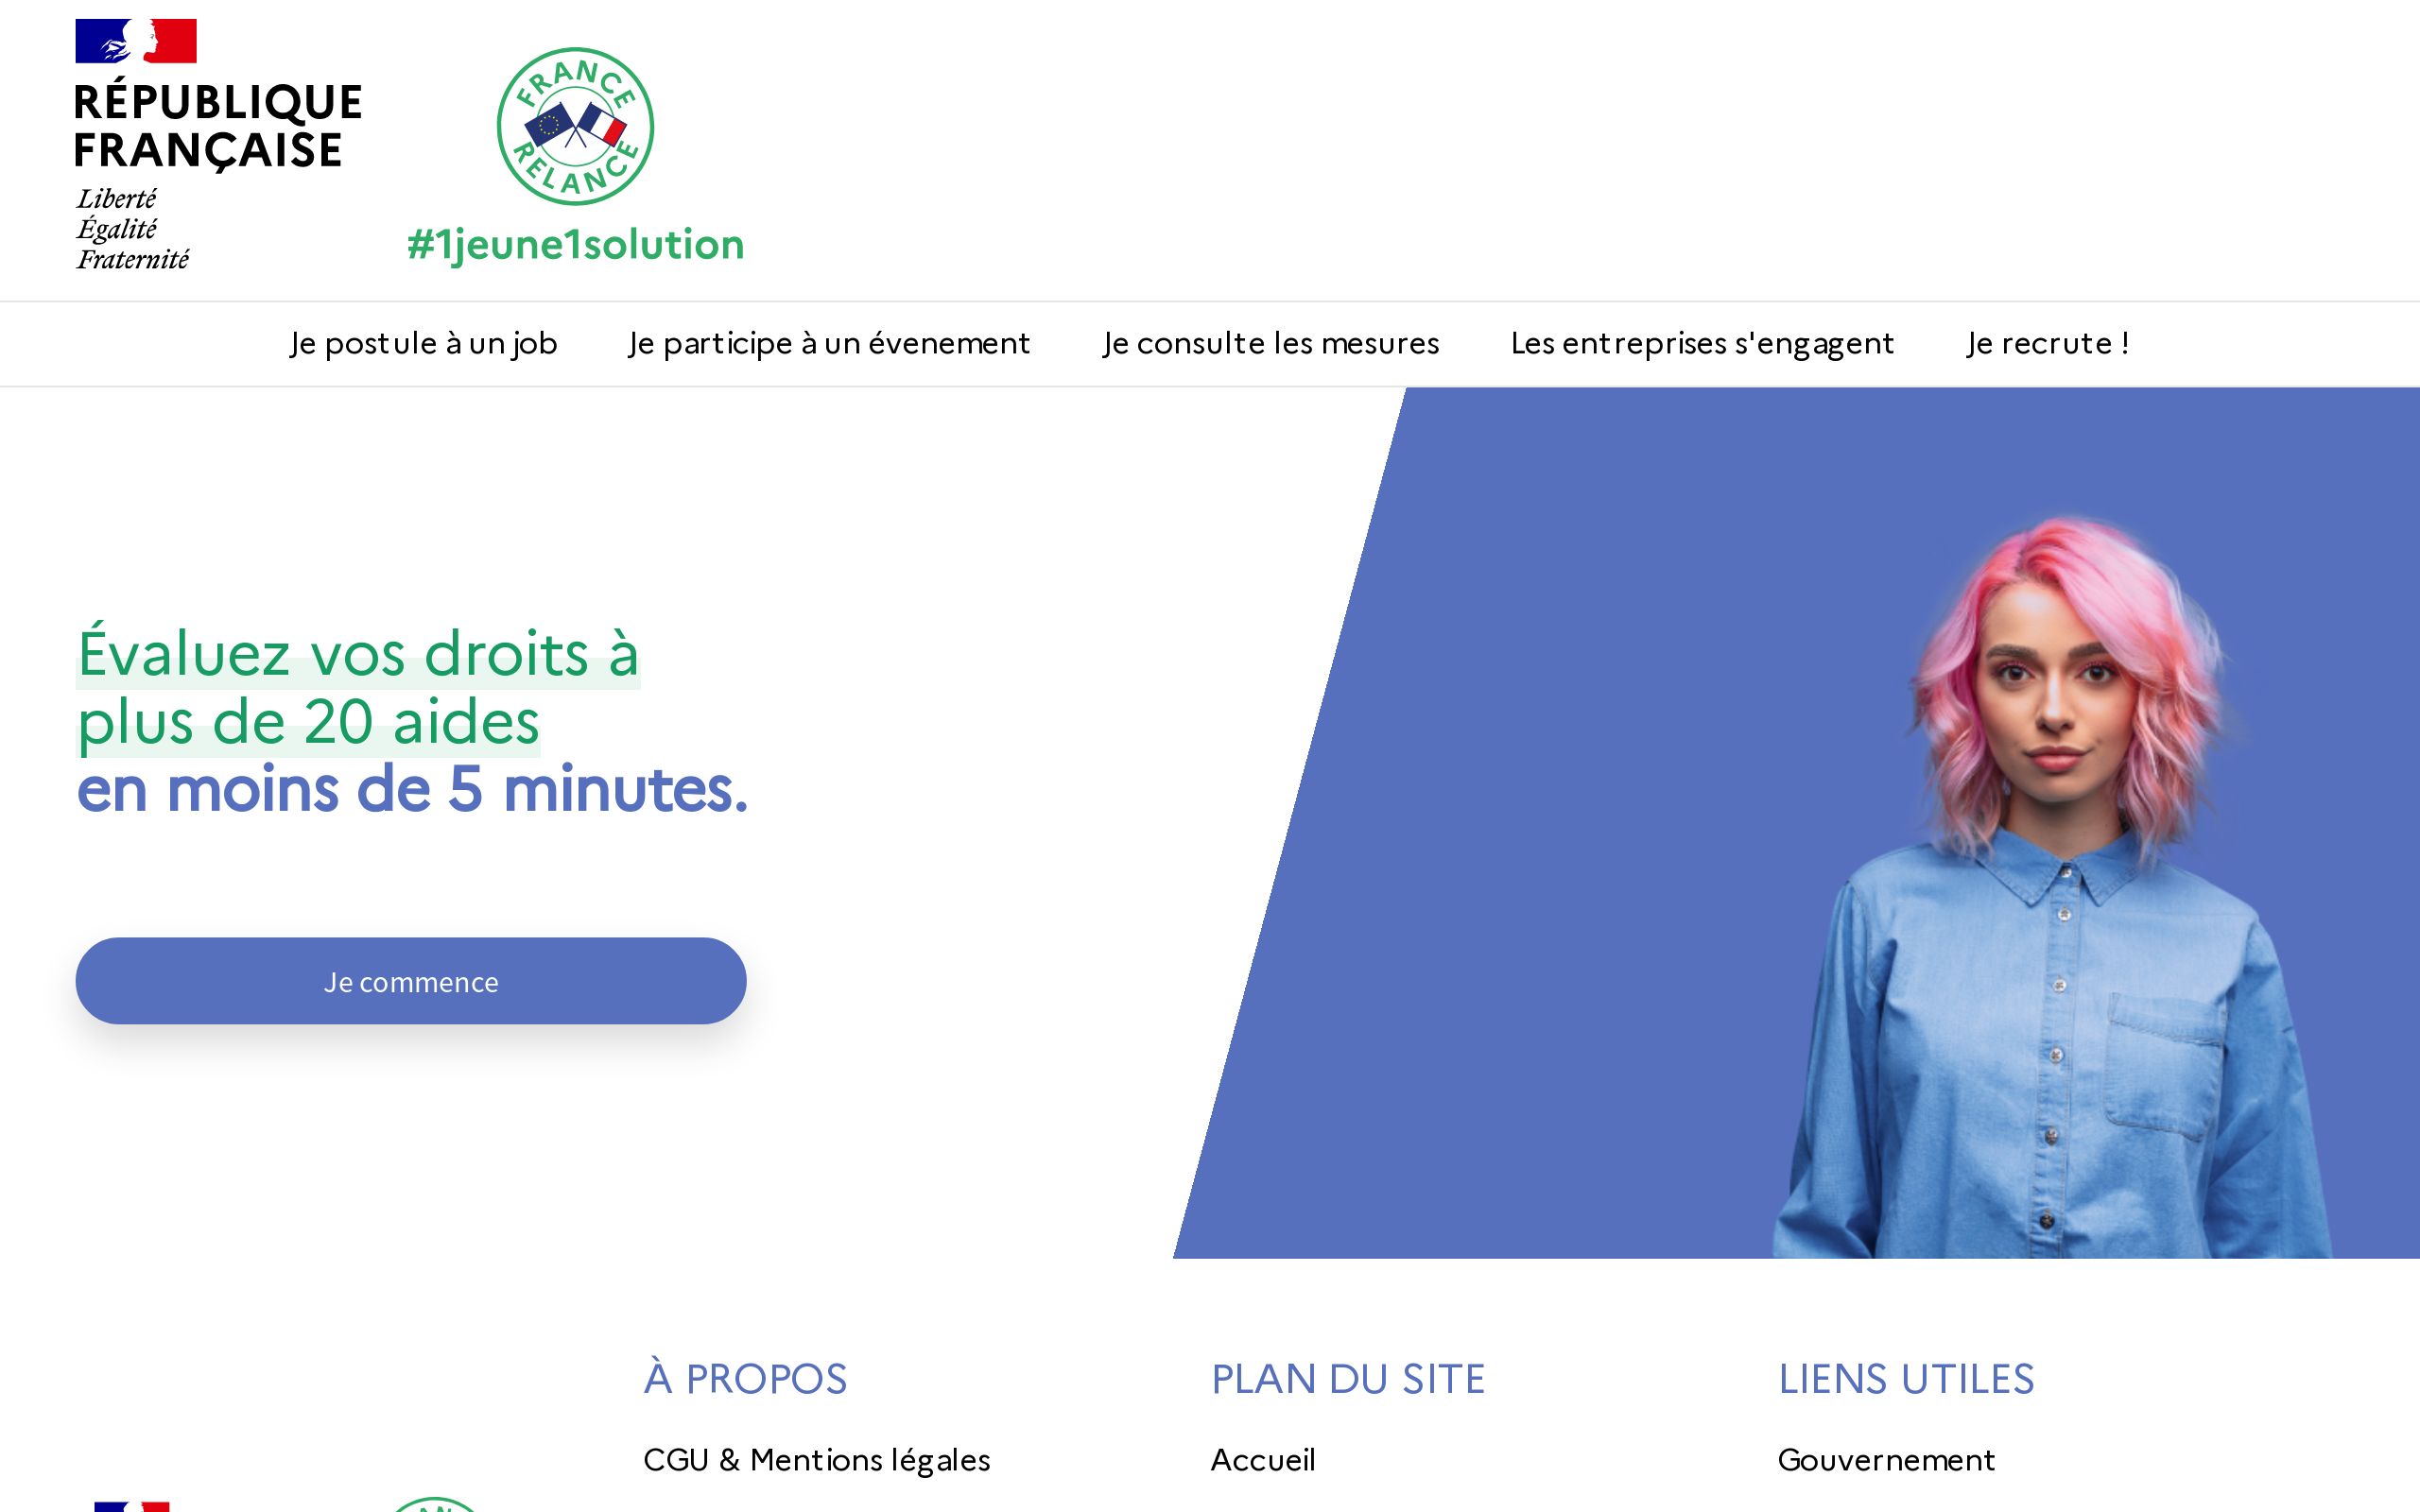 RÉPUBLIQUE
FRANÇAISE
Liberté
Égalité
Fraternité
FRANCE
RELANCE
#1jeune1solution
Je postule à un job
Je participe à un évenement
Je consulte les mesures
Les entreprises s'engagent
Je recrute !
Évaluez vos droits à
plus de 20 aides
en moins de 5 minutes.
Je commence
À PROPOS
PLAN DU SITE
LIENS UTILES
CGU & Mentions légales
Accueil
Gouvernement